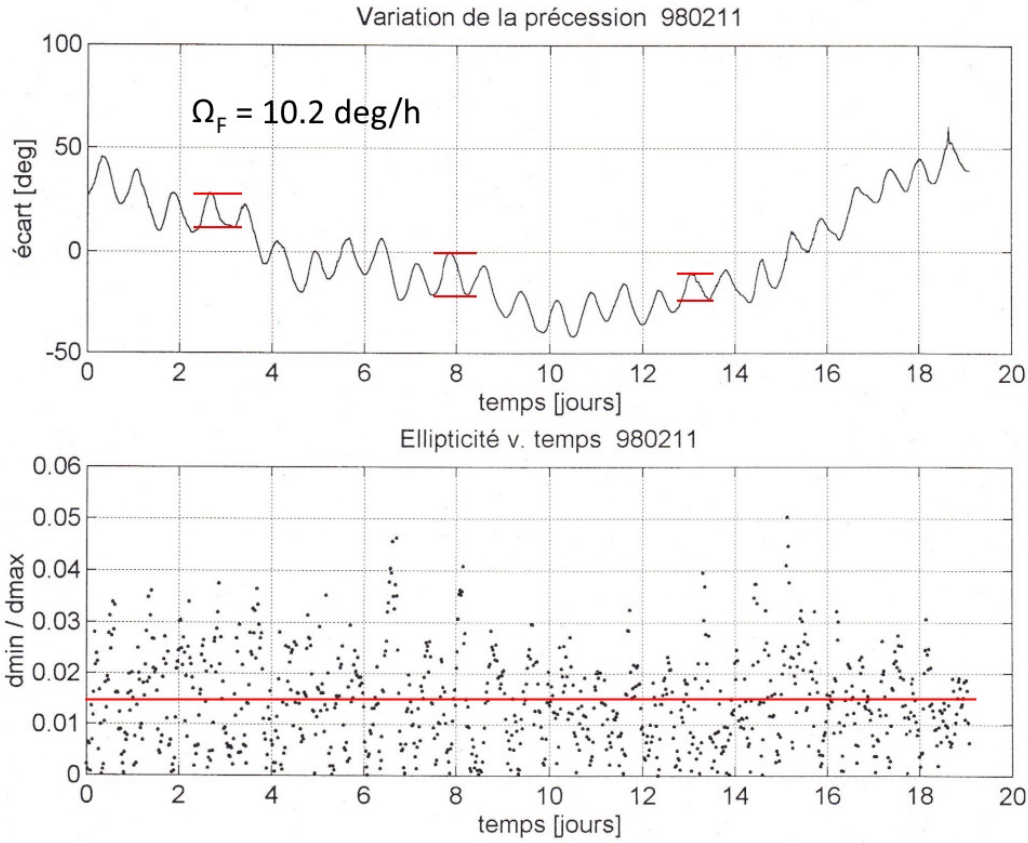 Variation de la précession 980211
100
50
0
-50
écart [deg]
Ω_F = 10.2 deg/h
0 2 4 6 8 10 12 14 16 18 20
temps [jours]
Ellipticité v. temps 980211
0.06
0.05
0.04
0.03
0.02
0.01
0
dmin / dmax
0 2 4 6 8 10 12 14 16 18 20
temps [jours]